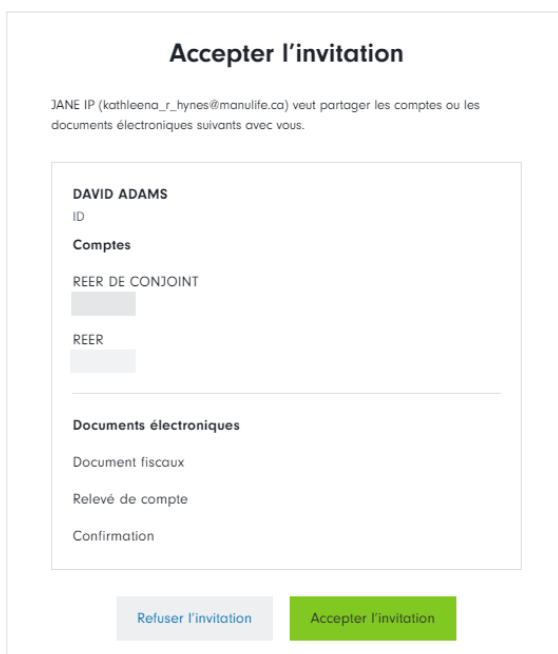 Accepter l'invitation
JANE IP (kathleena_r_hynes@manulife.ca) veut partager les comptes ou les
documents électroniques suivants avec vous.
DAVID ADAMS
ID
Comptes
REER DE CONJOINT
REER
Documents électroniques
Document fiscaux
Relevé de compte
Confirmation
Refuser l'invitation
Accepter l'invitation